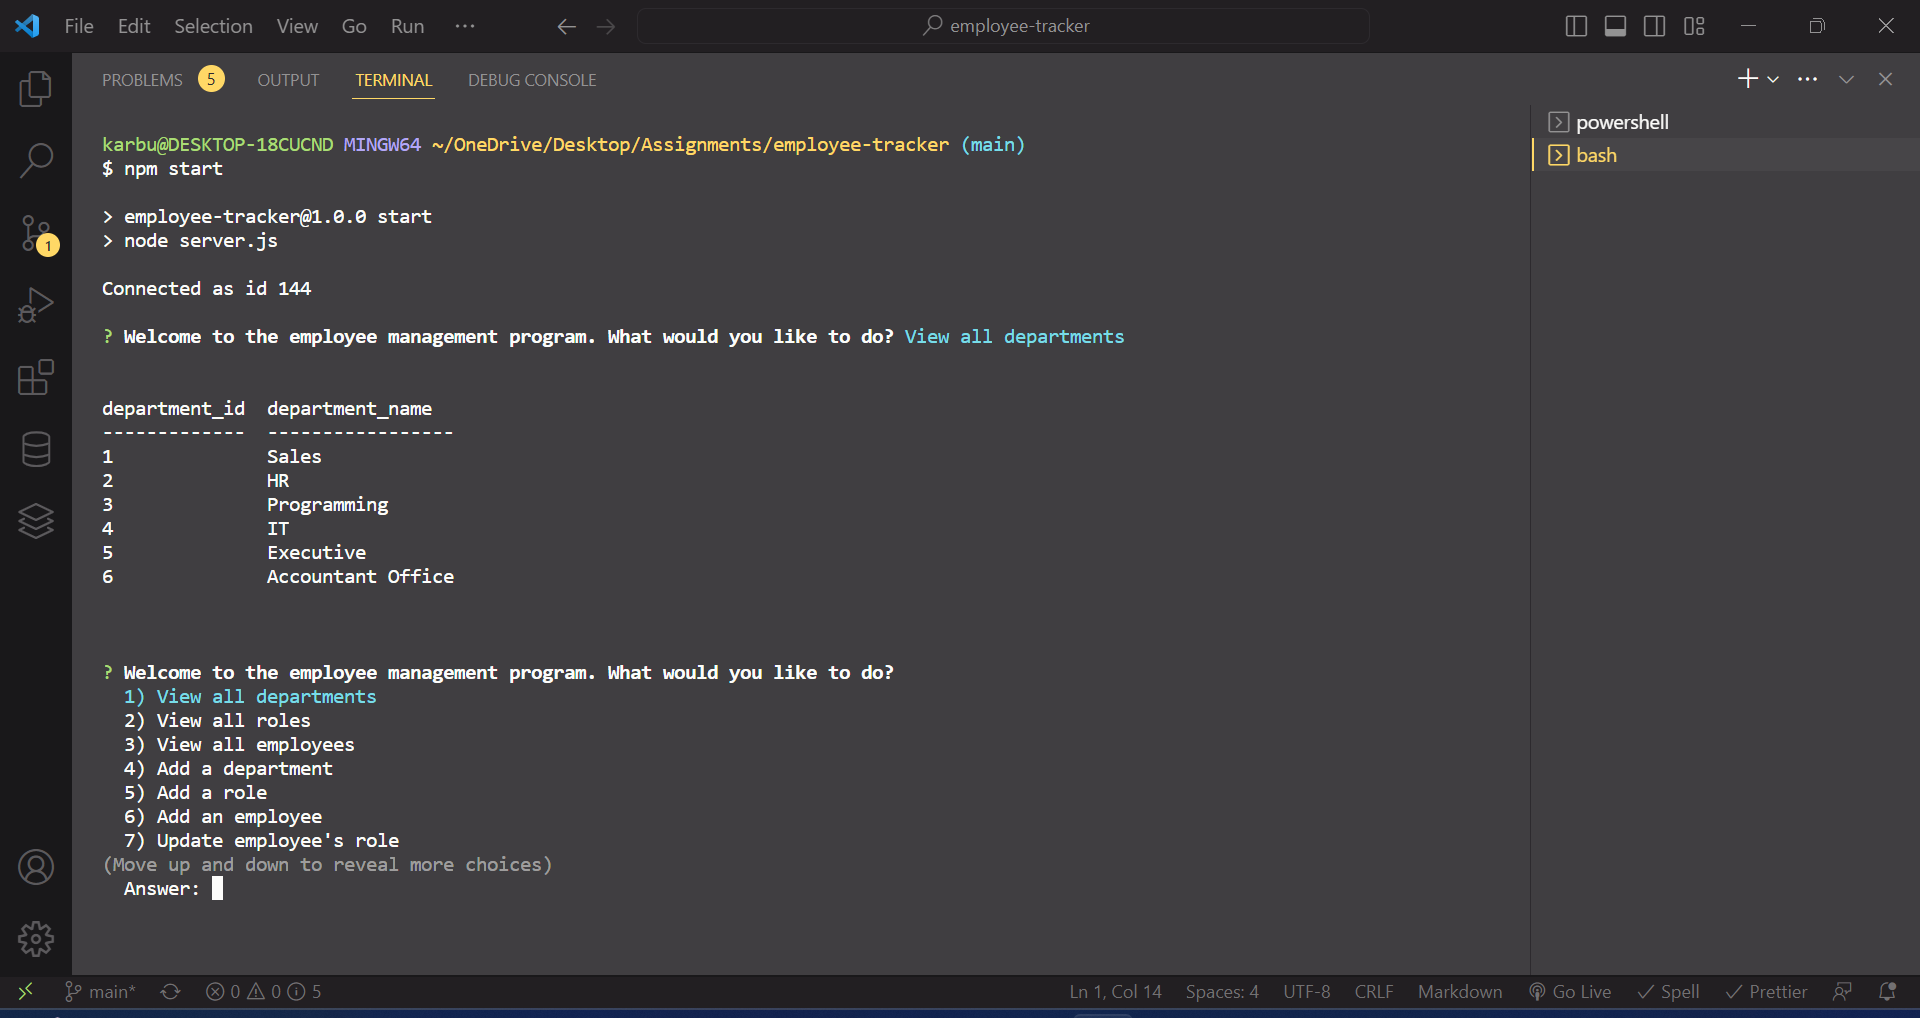 File Edit Selection View Go Run ··· employee-tracker
PROBLEMS 5 OUTPUT TERMINAL DEBUG CONSOLE
powershell
bash
karbu@DESKTOP-18CUCND MINGW64 ~/OneDrive/Desktop/Assignments/employee-tracker (main)
$ npm start
> employee-tracker@1.0.0 start
> node server.js
Connected as id 144
? Welcome to the employee management program. What would you like to do? View all departments
department_id  department_name
-------------  -----------------
1              Sales
2              HR
3              Programming
4              IT
5              Executive
6              Accountant Office
? Welcome to the employee management program. What would you like to do?
1) View all departments
2) View all roles
3) View all employees
4) Add a department
5) Add a role
6) Add an employee
7) Update employee's role
(Move up and down to reveal more choices)
Answer:
1
main* 0 0 5 Ln 1, Col 14 Spaces: 4 UTF-8 CRLF Markdown Go Live Spell Prettier